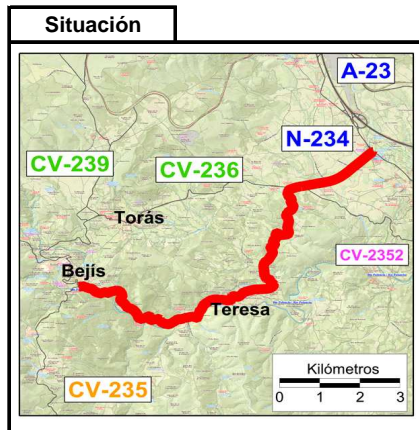 Situación
A-23
N-234
CV-239
CV-236
Torás
CV-2352
Bejís
Teresa
CV-235
Kilómetros
0 1 2 3